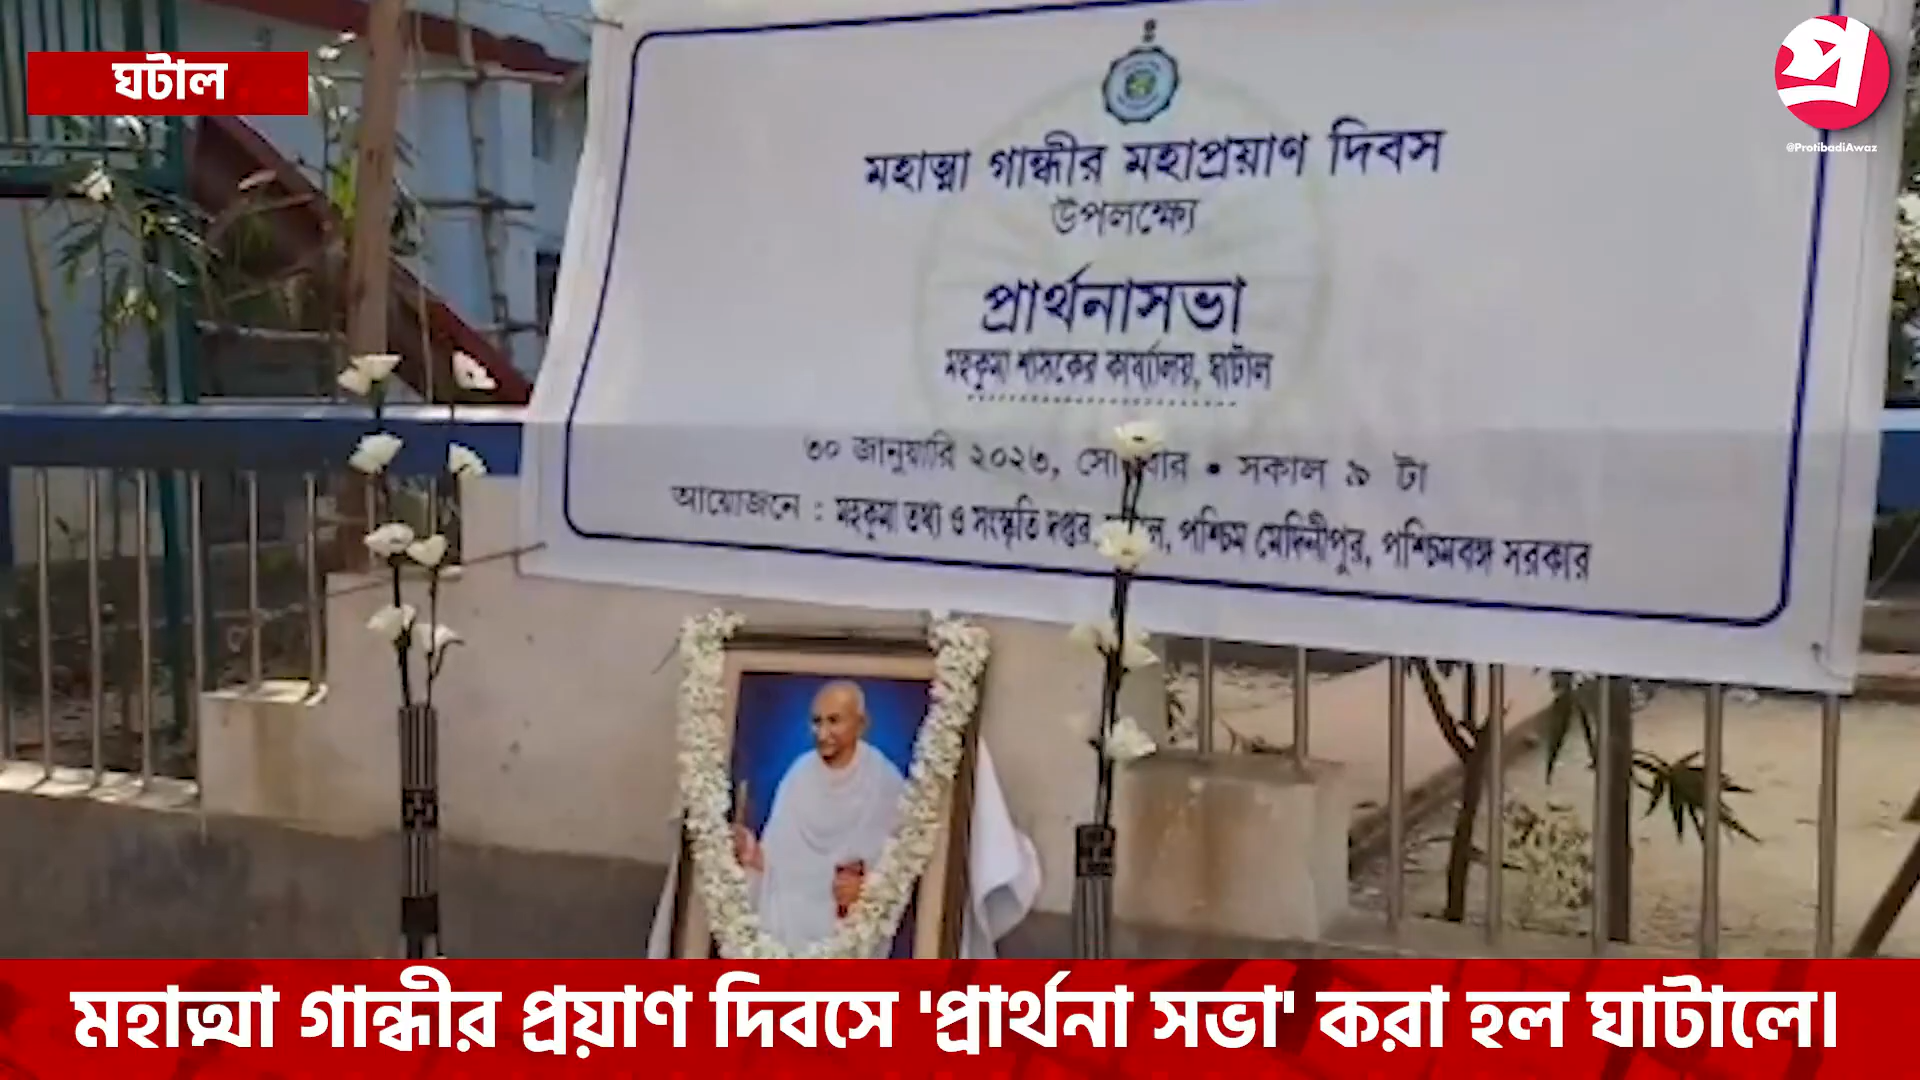 ঘটাল
@ProtibadiAwaz
মহাত্মা গান্ধীর মহাপ্রয়াণ দিবস
উপলক্ষ্যে
প্রার্থনাসভা
মহকুমা শাসকের কার্যালয়, ঘাটাল
৩০ জানুয়ারি ২০২৩, • সকাল ৯ টা
আয়োজনে : মহকুমা তথ্য ও সংস্কৃতি দপ্তর, পশ্চিম মেদিনীপুর, পশ্চিমবঙ্গ সরকার
মহাত্মা গান্ধীর প্রয়াণ দিবসে 'প্রার্থনা সভা' করা হল ঘাটালে।